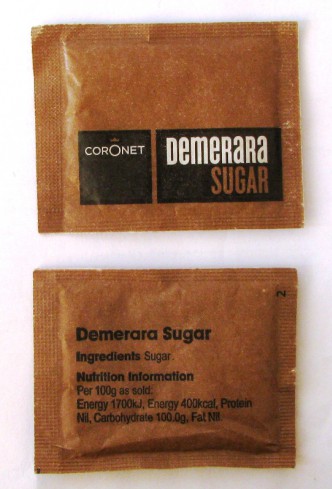 CORONET
Demerara
SUGAR
Demerara Sugar
Ingredients Sugar.
Nutrition Information
Per 100g as sold:
Energy 1700kJ, Energy 400kcal, Protein
Nil, Carbohydrate 100.0g, Fat Nil.
2